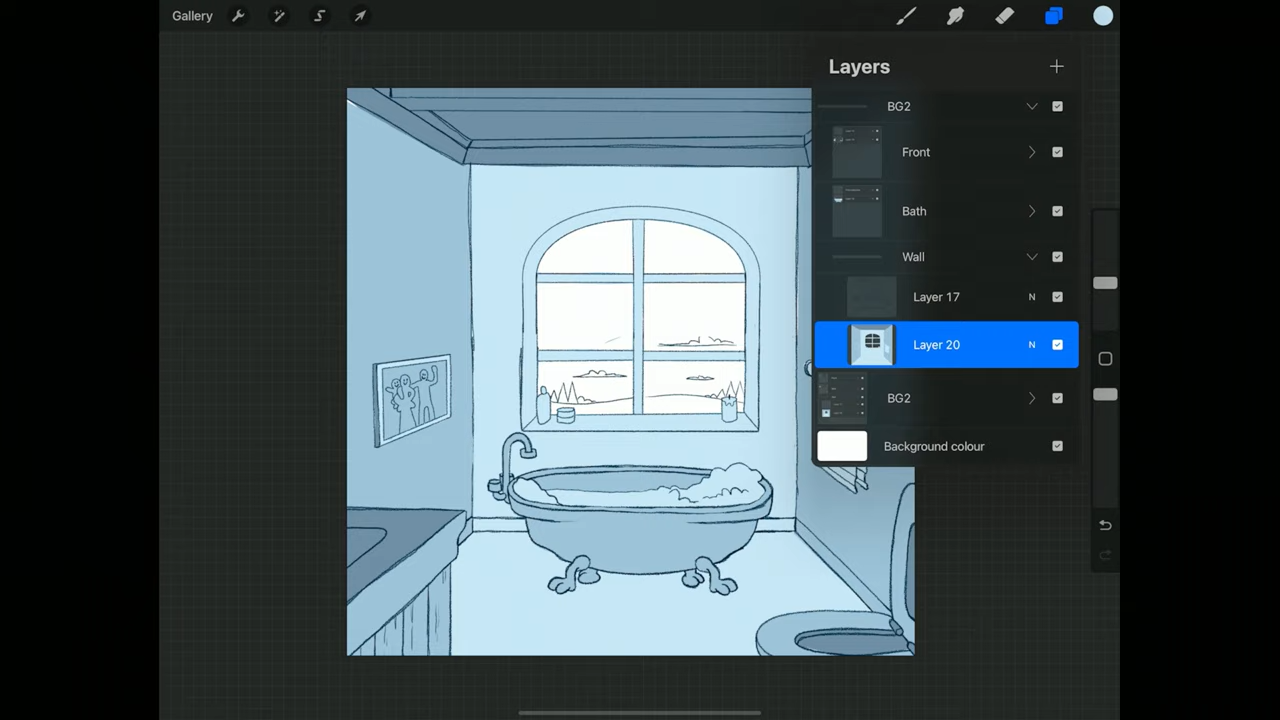 Gallery
Layers
BG2
Front
Bath
Wall
Layer 17 N
Layer 20 N
BG2
Background colour